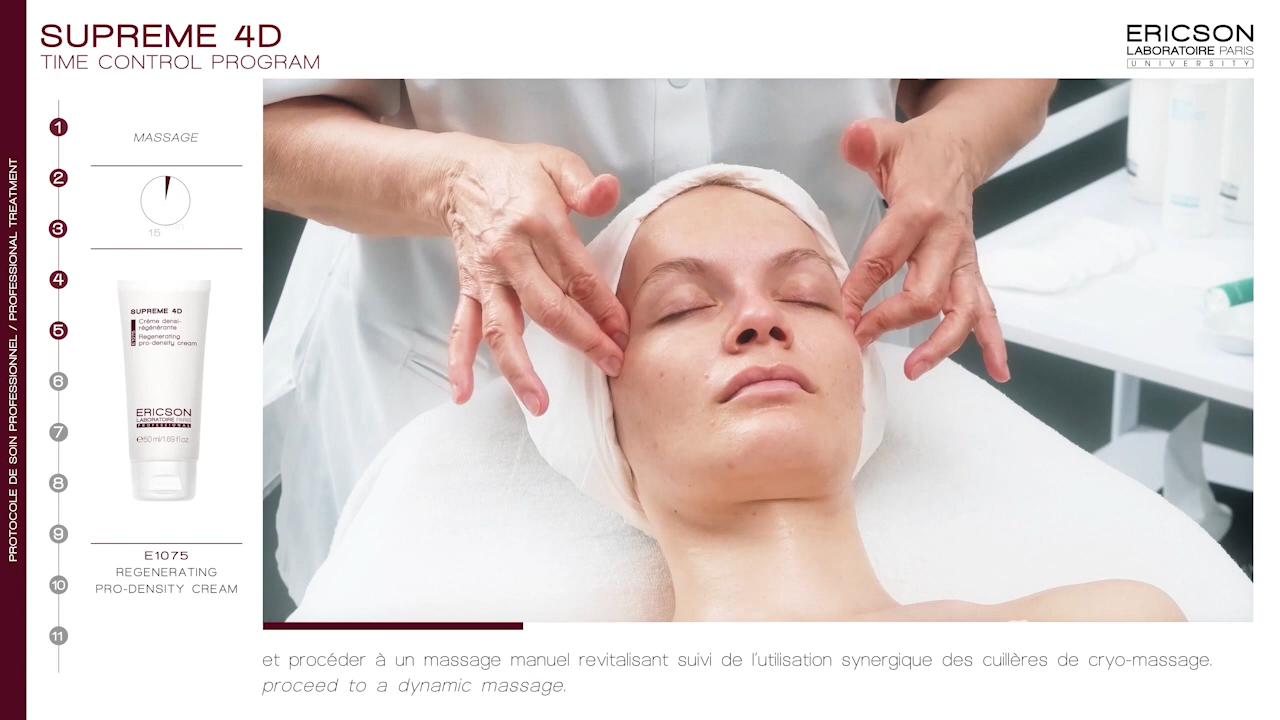 SUPREME 4D
TIME CONTROL PROGRAM
ERICSON
LABORATOIRE PARIS
UNIVERSITY
PROTOCOLE DE SOIN PROFESSIONNEL / PROFESSIONAL TREATMENT
1
2
3
4
5
6
7
8
9
10
11
MASSAGE
15
SUPREME 4D
Crème densi-
régénérante
Regenerating
pro-density cream
ERICSON
LABORATOIRE PARIS
PROFESSIONAL
℮50 ml/1.69 fl.oz
E1075
REGENERATING
PRO-DENSITY CREAM
et procéder à un massage manuel revitalisant suivi de l'utilisation synergique des cuillères de cryo-massage.
proceed to a dynamic massage.